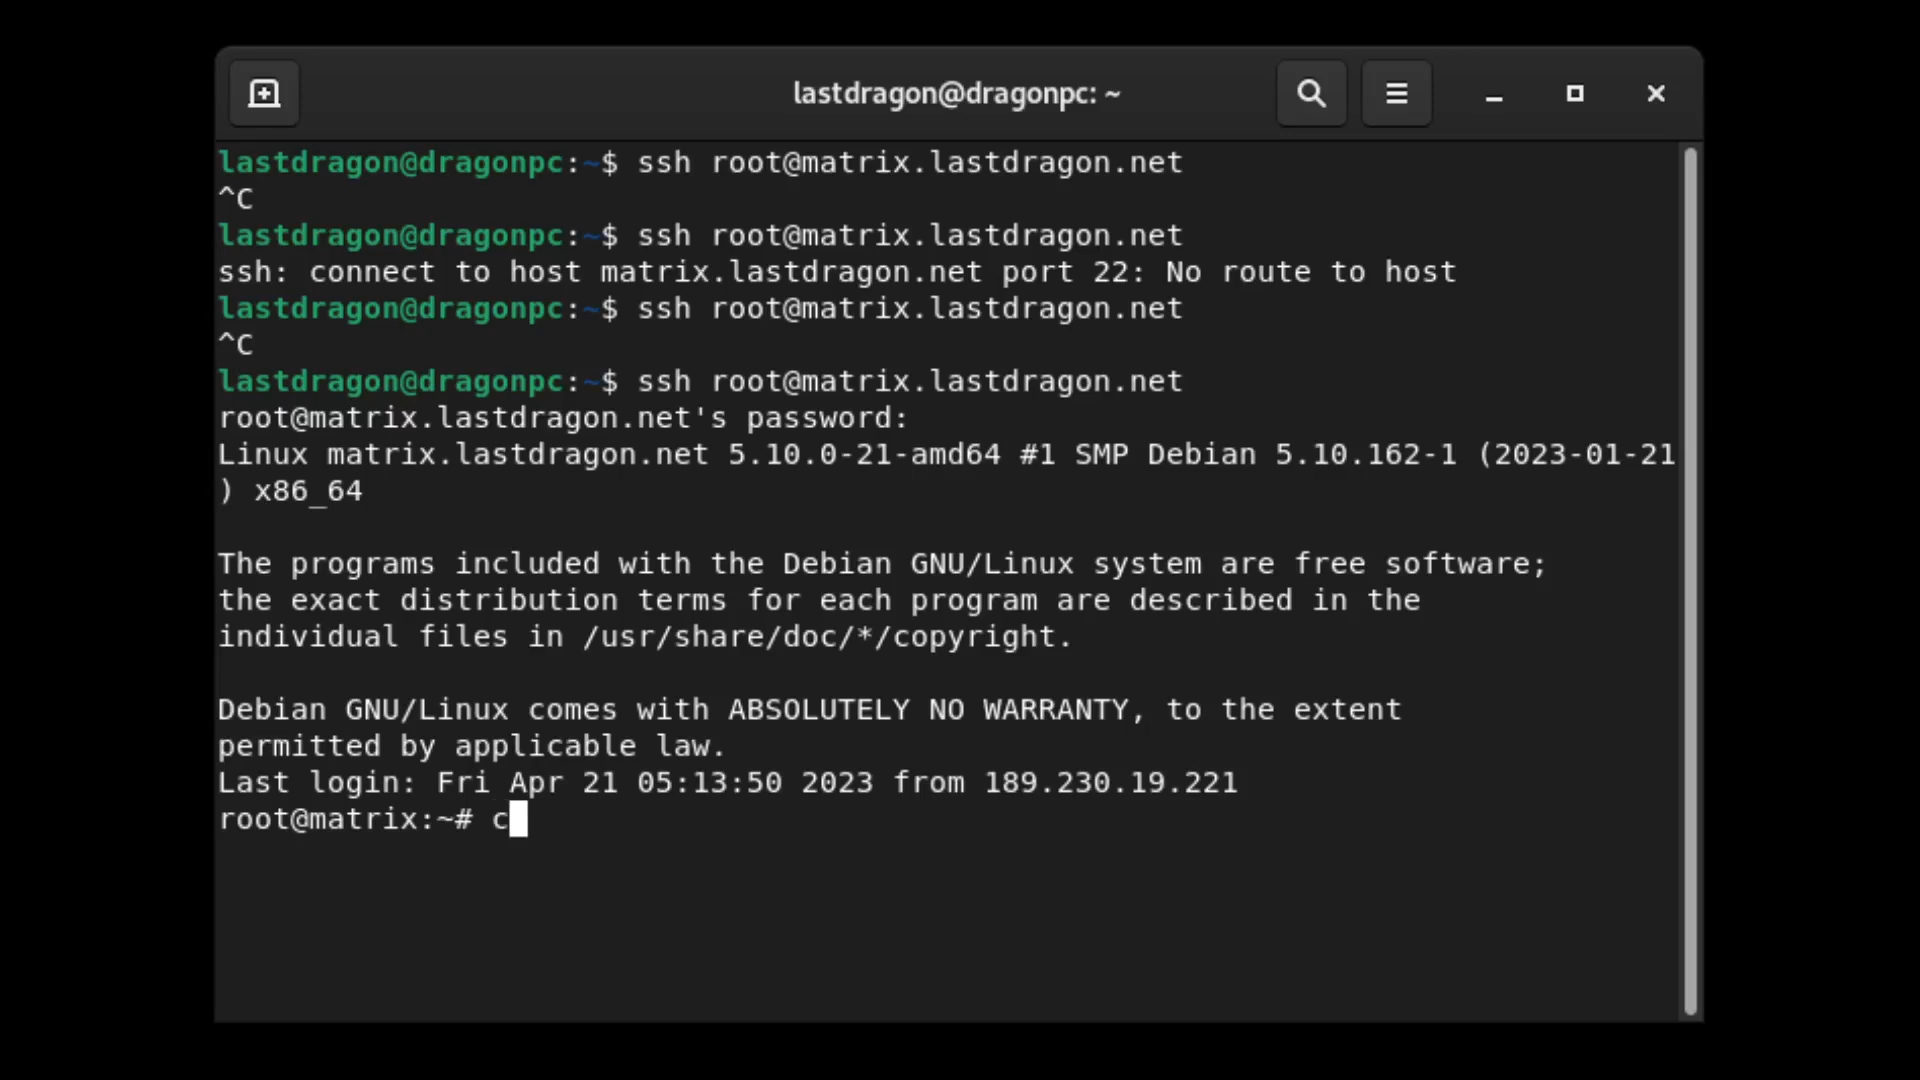 lastdragon@dragonpc: ~
lastdragon@dragonpc:~$ ssh root@matrix.lastdragon.net
^C
lastdragon@dragonpc:~$ ssh root@matrix.lastdragon.net
ssh: connect to host matrix.lastdragon.net port 22: No route to host
lastdragon@dragonpc:~$ ssh root@matrix.lastdragon.net
^C
lastdragon@dragonpc:~$ ssh root@matrix.lastdragon.net
root@matrix.lastdragon.net's password:
Linux matrix.lastdragon.net 5.10.0-21-amd64 #1 SMP Debian 5.10.162-1 (2023-01-21
) x86_64
The programs included with the Debian GNU/Linux system are free software;
the exact distribution terms for each program are described in the
individual files in /usr/share/doc/*/copyright.
Debian GNU/Linux comes with ABSOLUTELY NO WARRANTY, to the extent
permitted by applicable law.
Last login: Fri Apr 21 05:13:50 2023 from 189.230.19.221
root@matrix:~# c